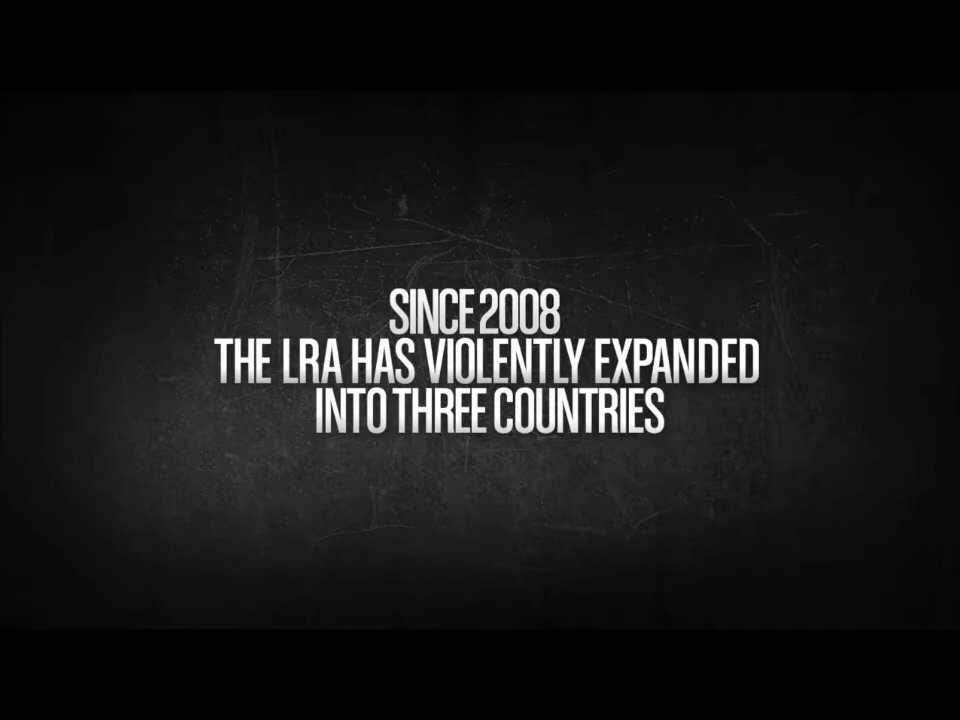 SINCE 2008
THE LRA HAS VIOLENTLY EXPANDED
INTO THREE COUNTRIES